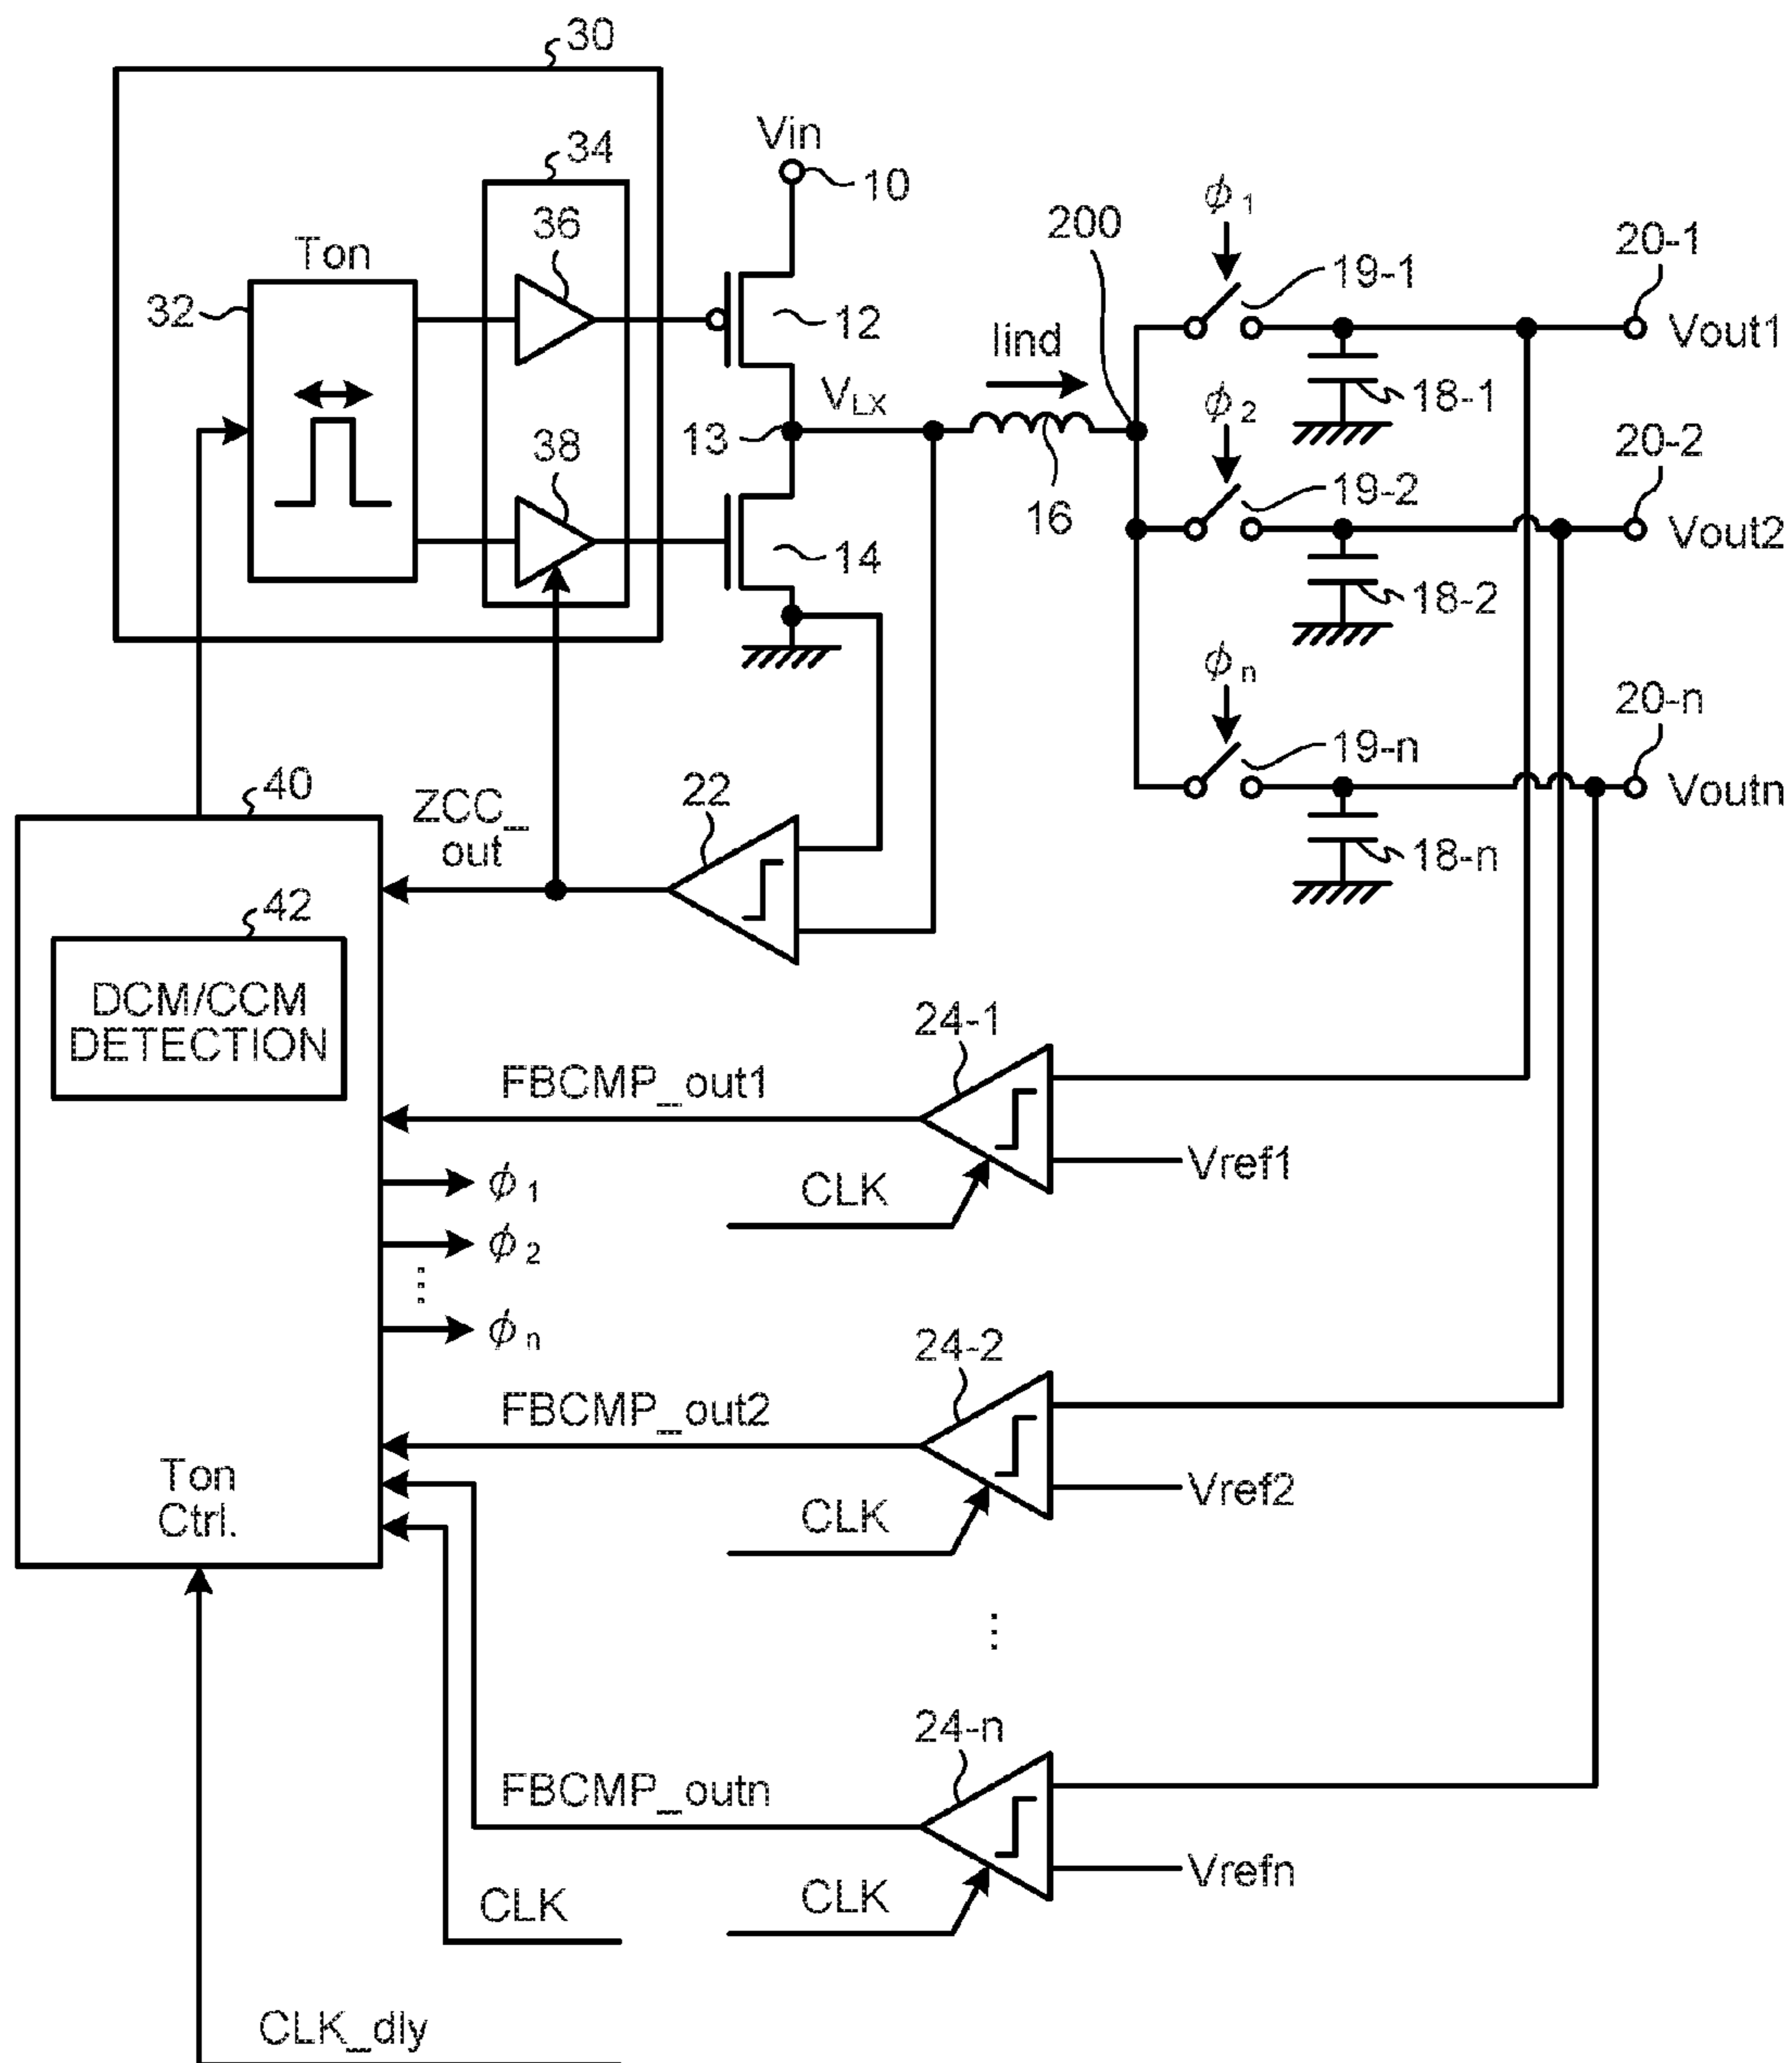 30
Vin
10
34
36
Ton
32
12
V_LX
13
38
14
Iind
200
16
ϕ1
19-1
20-1
Vout1
18-1
ϕ2
19-2
20-2
Vout2
18-2
ϕn
19-n
20-n
Voutn
18-n
40
ZCC_
out
22
42
DCM/CCM
DETECTION
24-1
FBCMP_out1
Vref1
CLK
ϕ1
ϕ2
⋮
ϕn
24-2
FBCMP_out2
Vref2
CLK
Ton
Ctrl.
⋮
24-n
FBCMP_outn
Vrefn
CLK
CLK
CLK_dly